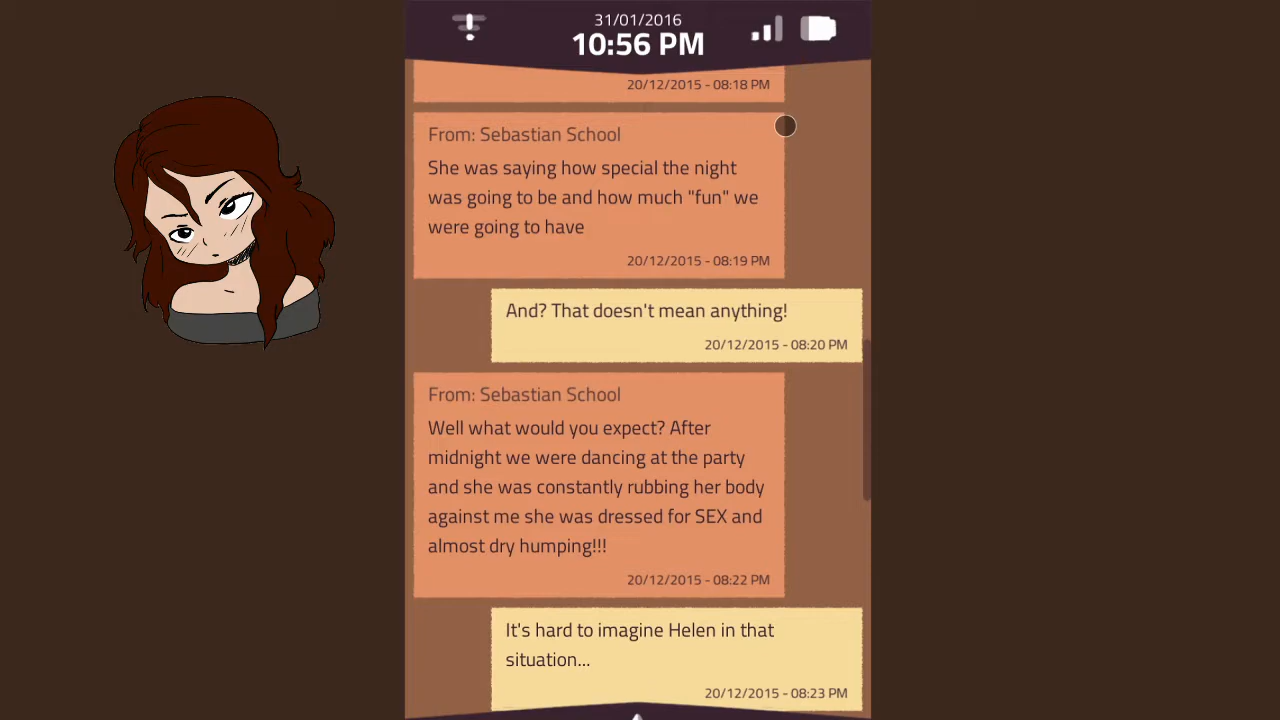 31/01/2016
10:56 PM
20/12/2015 - 08:18 PM
From: Sebastian School
She was saying how special the night
was going to be and how much "fun" we
were going to have
20/12/2015 - 08:19 PM
And? That doesn't mean anything!
20/12/2015 - 08:20 PM
From: Sebastian School
Well what would you expect? After
midnight we were dancing at the party
and she was constantly rubbing her body
against me she was dressed for SEX and
almost dry humping!!!
20/12/2015 - 08:22 PM
It's hard to imagine Helen in that
situation...
20/12/2015 - 08:23 PM